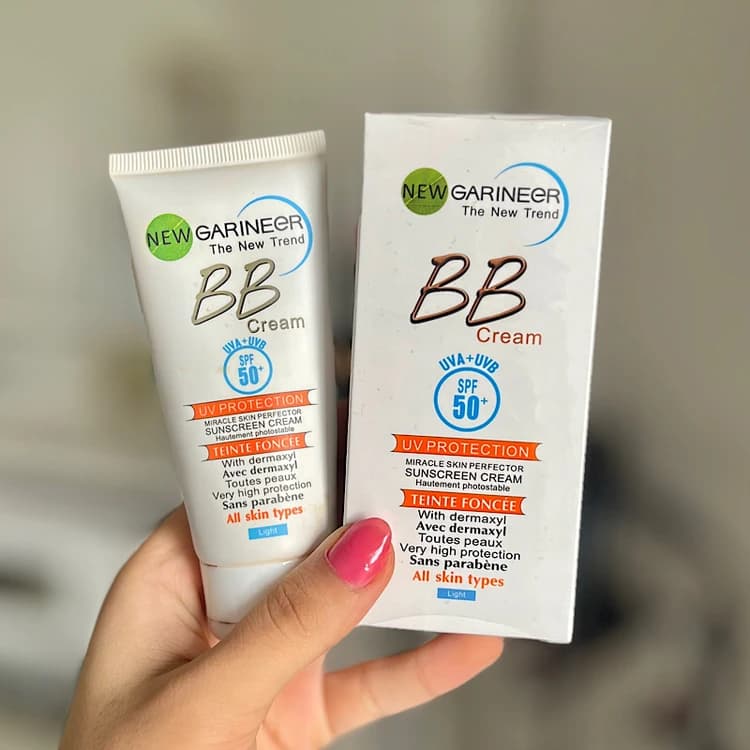 NEW GARINEeR
The New Trend
BB
Cream
UVA+UVB
SPF
50+
UV PROTECTION
MIRACLE SKIN PERFECTOR
SUNSCREEN CREAM
Hautement photostable
TEINTE FONCÉE
With dermaxyl
Avec dermaxyl
Toutes peaux
Very high protection
Sans parabène
All skin types
Light
NEW GARINEeR
The New Trend
BB
Cream
UVA+UVB
SPF
50+
UV PROTECTION
MIRACLE SKIN PERFECTOR
SUNSCREEN CREAM
Hautement photostable
TEINTE FONCÉE
With dermaxyl
Avec dermaxyl
Toutes peaux
Very high protection
Sans parabène
All skin types
Light